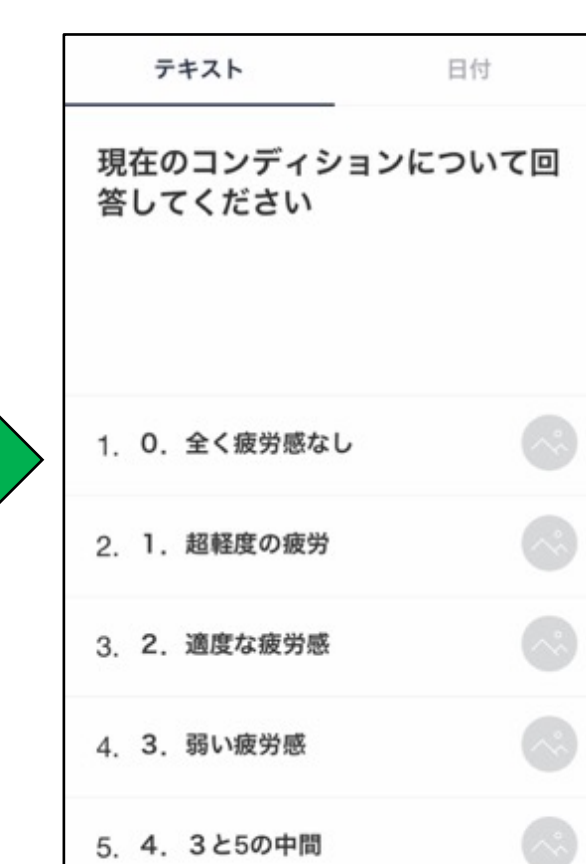 テキスト 日付
現在のコンディションについて回
答してください
1. 0. 全く疲労感なし
2. 1. 超軽度の疲労
3. 2. 適度な疲労感
4. 3. 弱い疲労感
5. 4. 3と5の中間